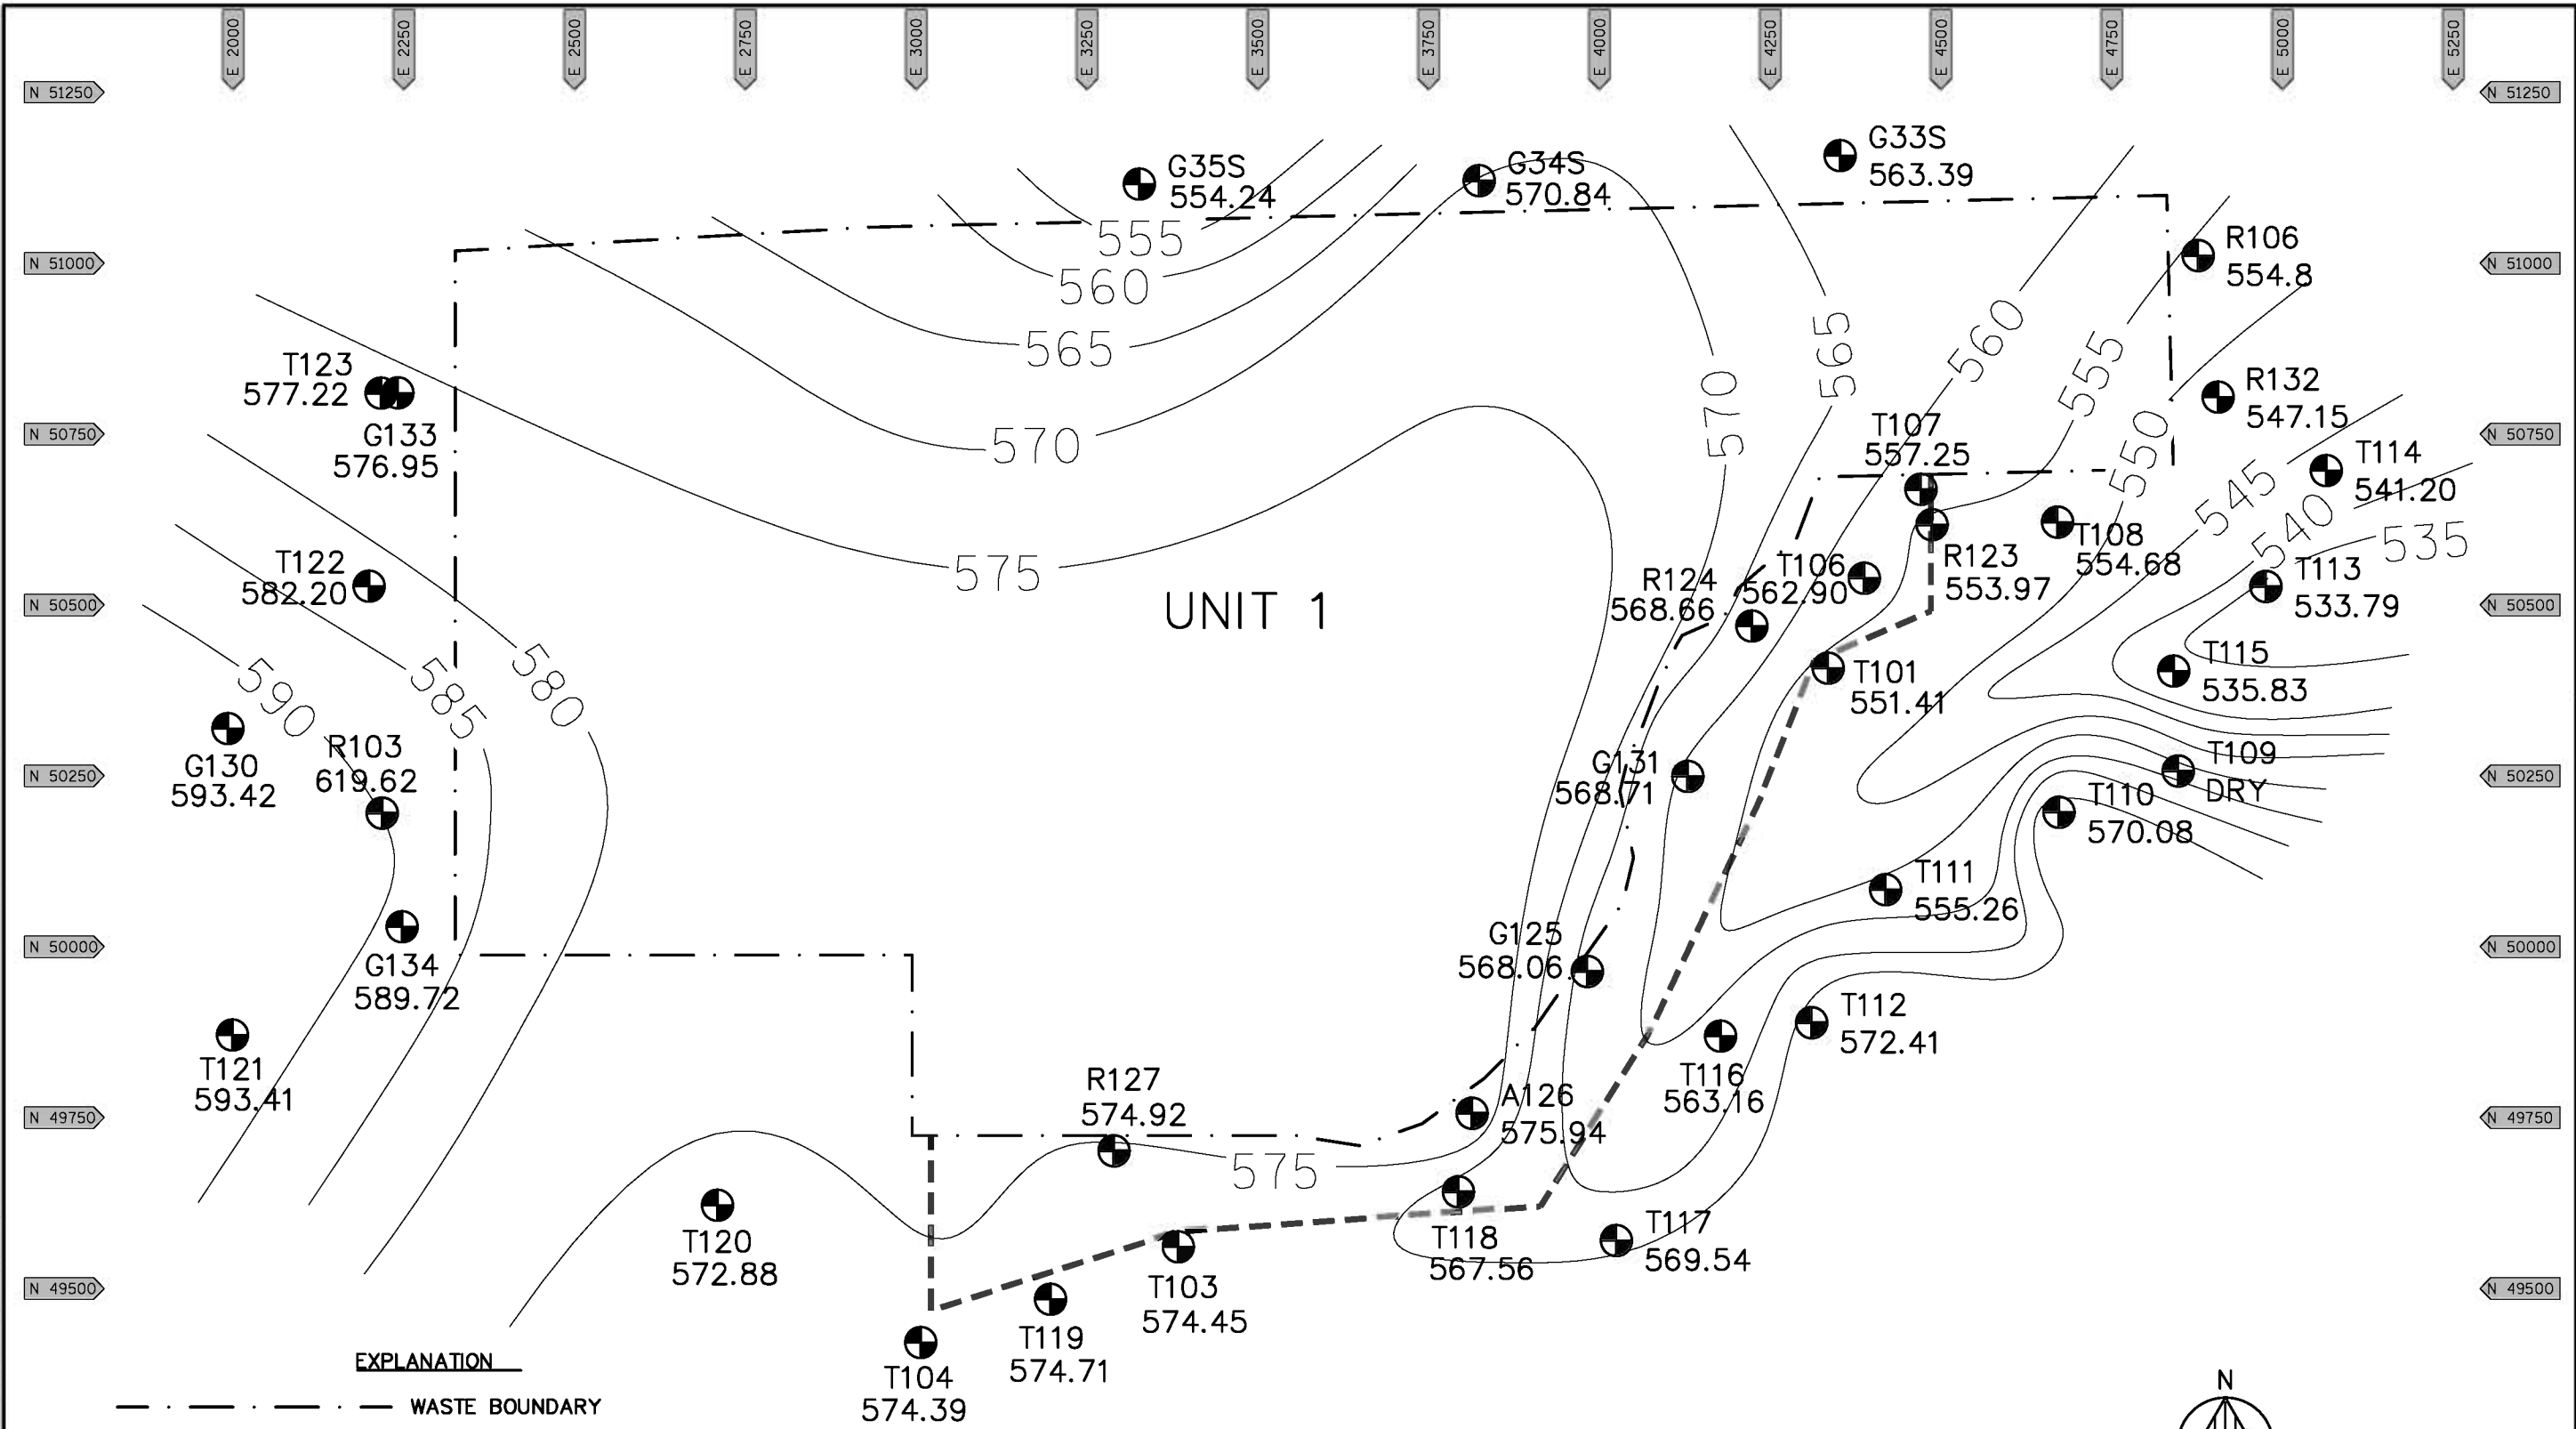 E 2000
E 2250
E 2500
E 2750
E 3000
E 3250
E 3500
E 3750
E 4000
E 4250
E 4500
E 4750
E 5000
E 5250
N 51250
N 51250
G33S
563.39
G35S
554.24
G34S
570.84
555
R106
554.8
N 51000
N 51000
560
565
565
560
555
T123
577.22
R132
547.15
570
G133
576.95
570
T107
557.25
N 50750
N 50750
550
T114
541.20
545
540
535
T108
554.68
R123
553.97
T113
533.79
575
T122
582.20
T106
562.90
R124
568.66
N 50500
N 50500
UNIT 1
T115
535.83
T101
551.41
590
585
580
R103
619.62
G130
593.42
G131
568.71
T109
DRY
N 50250
N 50250
T110
570.08
T111
555.26
G125
568.06
N 50000
N 50000
G134
589.72
T112
572.41
T121
593.41
T116
563.16
R127
574.92
A126
575.94
N 49750
N 49750
575
T120
572.88
T118
567.56
T117
569.54
T103
574.45
N 49500
N 49500
T119
574.71
T104
574.39
EXPLANATION
WASTE BOUNDARY
N